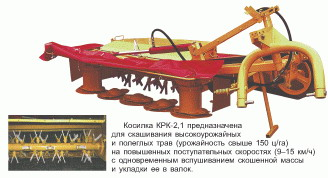 Косилка КРК-2,1 предназначена
для скашивания высокоурожайных
и полеглых трав (урожайность свыше 150 ц/га)
на повышенных поступательных скоростях (9–15 км/ч)
с одновременным вспушиванием скошенной массы
и укладки ее в валок.